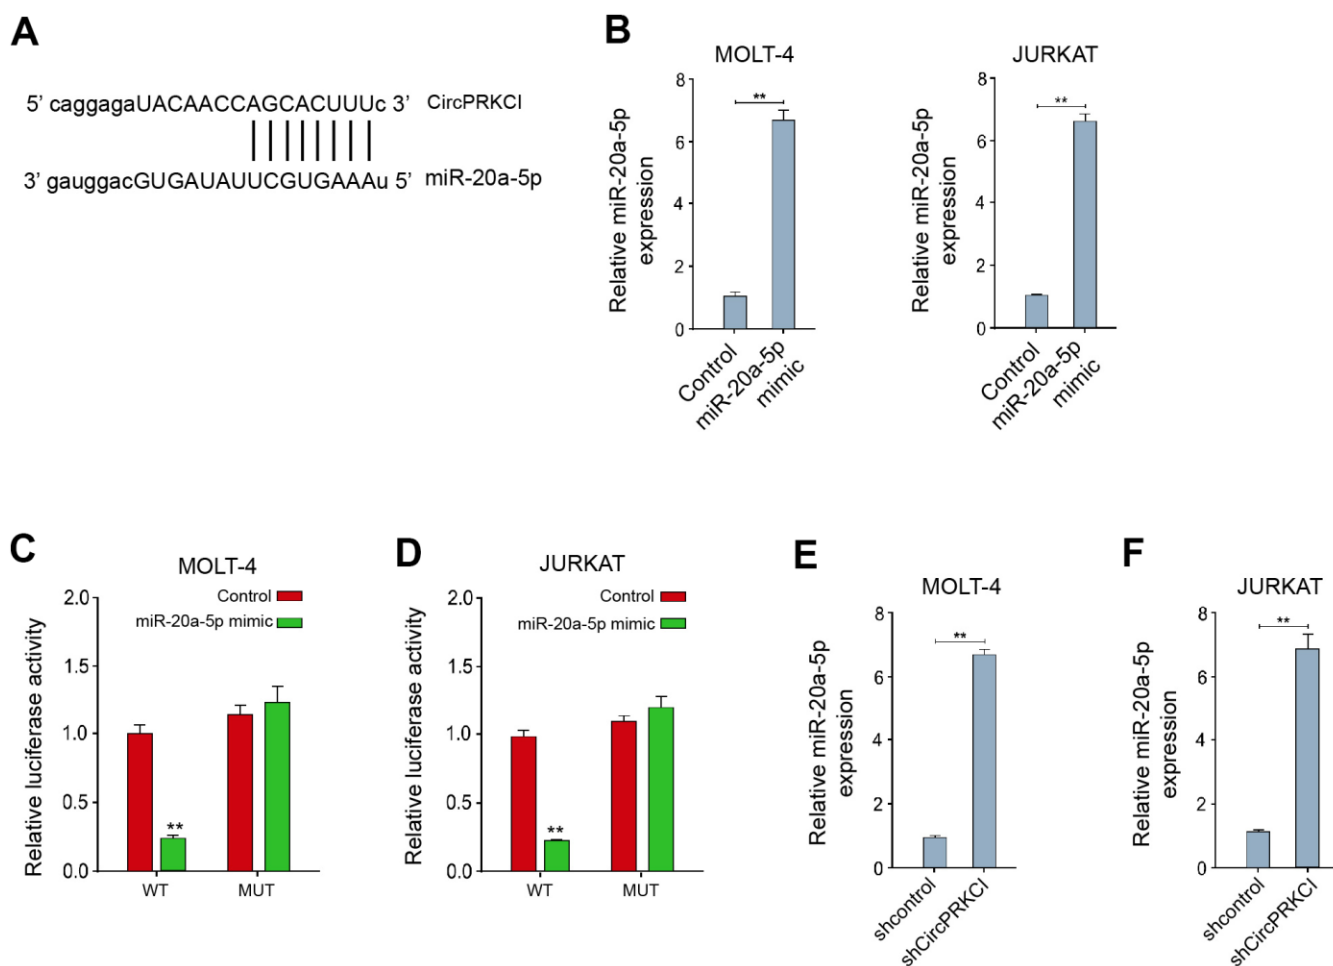 A
5' caggagaUACAACCAGCACUUUc 3' CircPRKCI
3' gauggacGUGAUAUUCGUGAAAu 5' miR-20a-5p
B
MOLT-4
Relative miR-20a-5p
expression
8
6
4
2
0
**
Control
miR-20a-5p
mimic
JURKAT
Relative miR-20a-5p
expression
8
6
4
2
0
**
Control
miR-20a-5p
mimic
C
MOLT-4
Relative luciferase activity
2.0
1.5
1.0
0.5
0.0
Control
miR-20a-5p mimic
**
WT
MUT
D
JURKAT
Relative luciferase activity
2.0
1.5
1.0
0.5
0.0
Control
miR-20a-5p mimic
**
WT
MUT
E
MOLT-4
Relative miR-20a-5p
expression
8
6
4
2
0
**
shcontrol
shCircPRKCI
F
JURKAT
Relative miR-20a-5p
expression
8
6
4
2
0
**
shcontrol
shCircPRKCI